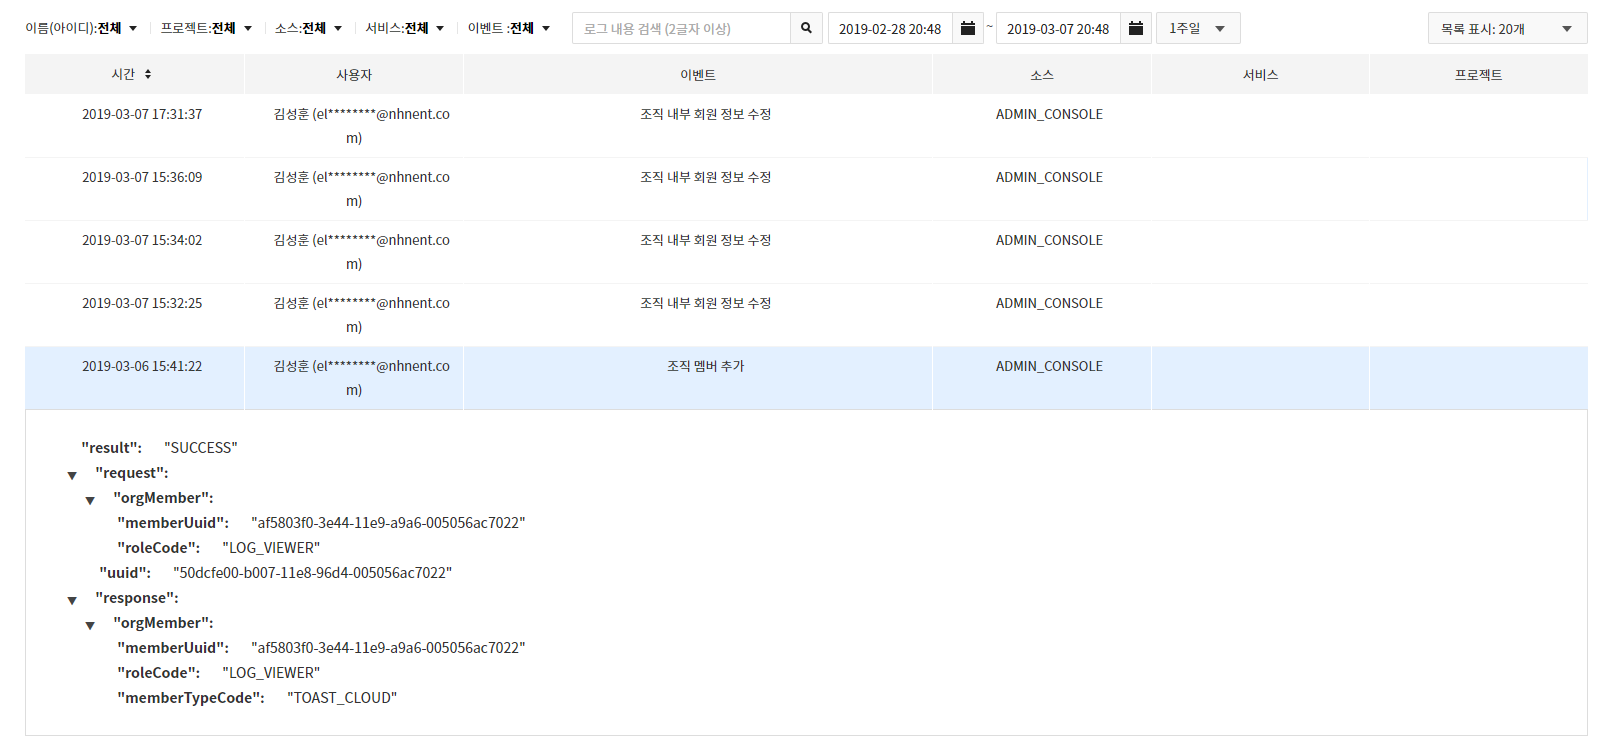 이름(아이디):전체 프로젝트:전체 소스:전체 서비스:전체 이벤트 :전체 로그 내용 검색 (2글자 이상) 2019-02-28 20:48 ~ 2019-03-07 20:48 1주일 목록 표시: 20개
시간 사용자 이벤트 소스 서비스 프로젝트
2019-03-07 17:31:37 김성훈 (el********@nhnent.co 조직 내부 회원 정보 수정 ADMIN_CONSOLE
m)
2019-03-07 15:36:09 김성훈 (el********@nhnent.co 조직 내부 회원 정보 수정 ADMIN_CONSOLE
m)
2019-03-07 15:34:02 김성훈 (el********@nhnent.co 조직 내부 회원 정보 수정 ADMIN_CONSOLE
m)
2019-03-07 15:32:25 김성훈 (el********@nhnent.co 조직 내부 회원 정보 수정 ADMIN_CONSOLE
m)
2019-03-06 15:41:22 김성훈 (el********@nhnent.co 조직 멤버 추가 ADMIN_CONSOLE
m)
"result": "SUCCESS"
"request":
"orgMember":
"memberUuid": "af5803f0-3e44-11e9-a9a6-005056ac7022"
"roleCode": "LOG_VIEWER"
"uuid": "50dcfe00-b007-11e8-96d4-005056ac7022"
"response":
"orgMember":
"memberUuid": "af5803f0-3e44-11e9-a9a6-005056ac7022"
"roleCode": "LOG_VIEWER"
"memberTypeCode": "TOAST_CLOUD"